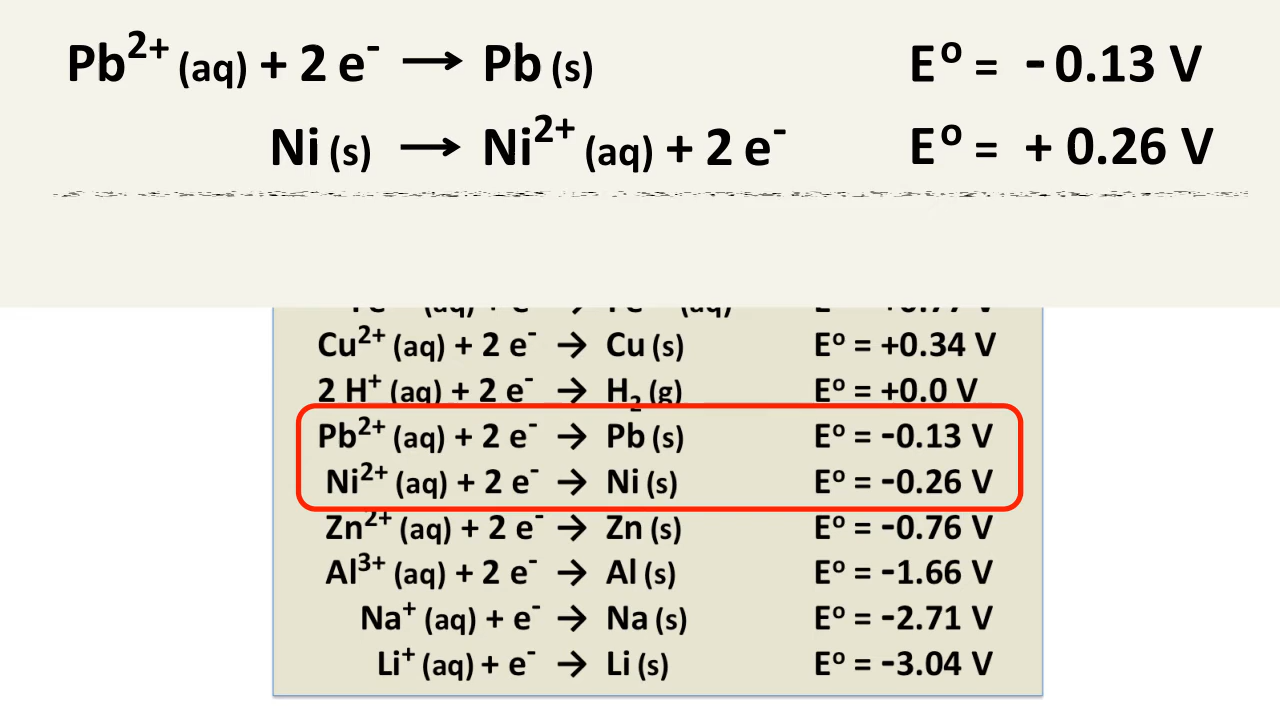 Pb²⁺ (aq) + 2 e⁻ → Pb (s) Eº = - 0.13 V
Ni (s) → Ni²⁺ (aq) + 2 e⁻ Eº = + 0.26 V
Cu²⁺ (aq) + 2 e⁻ → Cu (s) Eº = +0.34 V
2 H⁺ (aq) + 2 e⁻ → H₂ (g) Eº = +0.0 V
Pb²⁺ (aq) + 2 e⁻ → Pb (s) Eº = -0.13 V
Ni²⁺ (aq) + 2 e⁻ → Ni (s) Eº = -0.26 V
Zn²⁺ (aq) + 2 e⁻ → Zn (s) Eº = -0.76 V
Al³⁺ (aq) + 2 e⁻ → Al (s) Eº = -1.66 V
Na⁺ (aq) + e⁻ → Na (s) Eº = -2.71 V
Li⁺ (aq) + e⁻ → Li (s) Eº = -3.04 V